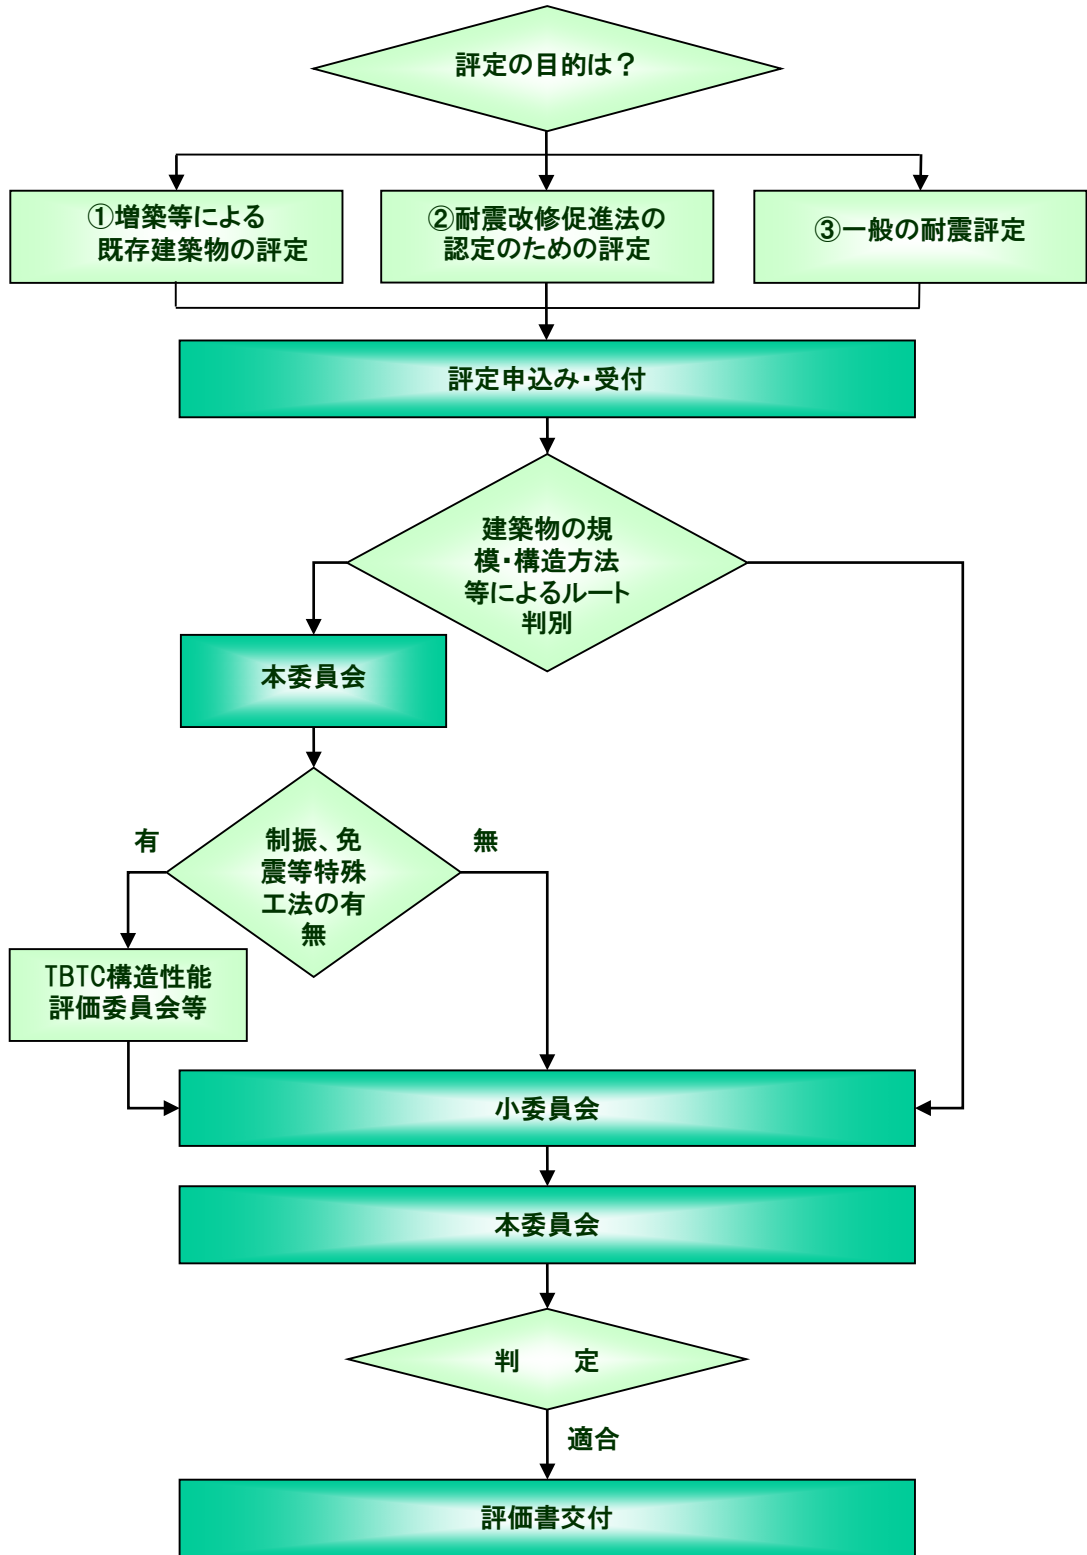 評定の目的は？
①増築等による
既存建築物の評定
②耐震改修促進法の
認定のための評定
③一般の耐震評定
評定申込み・受付
建築物の規
模・構造方法
等によるルート
判別
本委員会
有
制振、免
震等特殊
工法の有
無
無
TBTC構造性能
評価委員会等
小委員会
本委員会
判　　定
適合
評価書交付